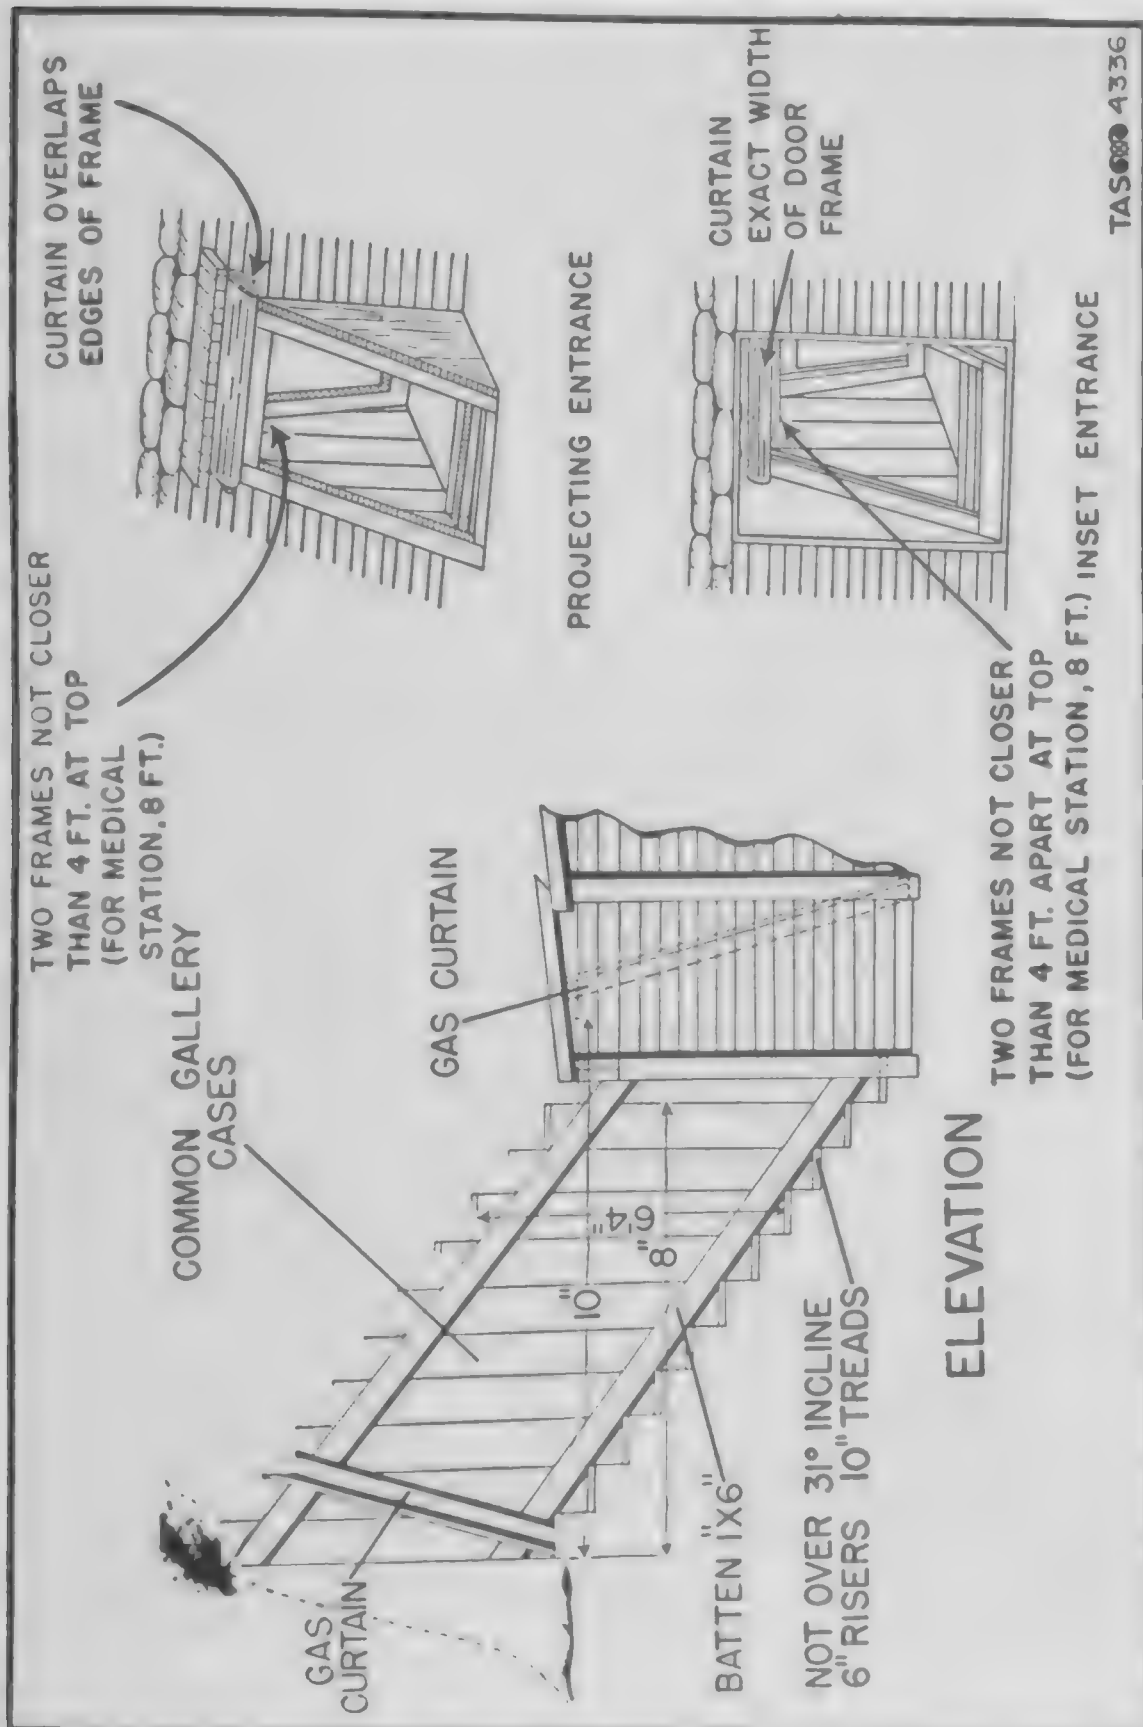 TWO FRAMES NOT CLOSER
THAN 4 FT. AT TOP
(FOR MEDICAL
STATION, 8 FT.)
CURTAIN OVERLAPS
EDGES OF FRAME
COMMON GALLERY
CASES
GAS CURTAIN
PROJECTING ENTRANCE
GAS
CURTAIN
10"
6'4"
8"
BATTEN 1"X6"
NOT OVER 31° INCLINE
6" RISERS 10" TREADS
ELEVATION
CURTAIN
EXACT WIDTH
OF DOOR
FRAME
TWO FRAMES NOT CLOSER
THAN 4 FT. APART AT TOP
(FOR MEDICAL STATION, 8 FT.)
INSET ENTRANCE
4336